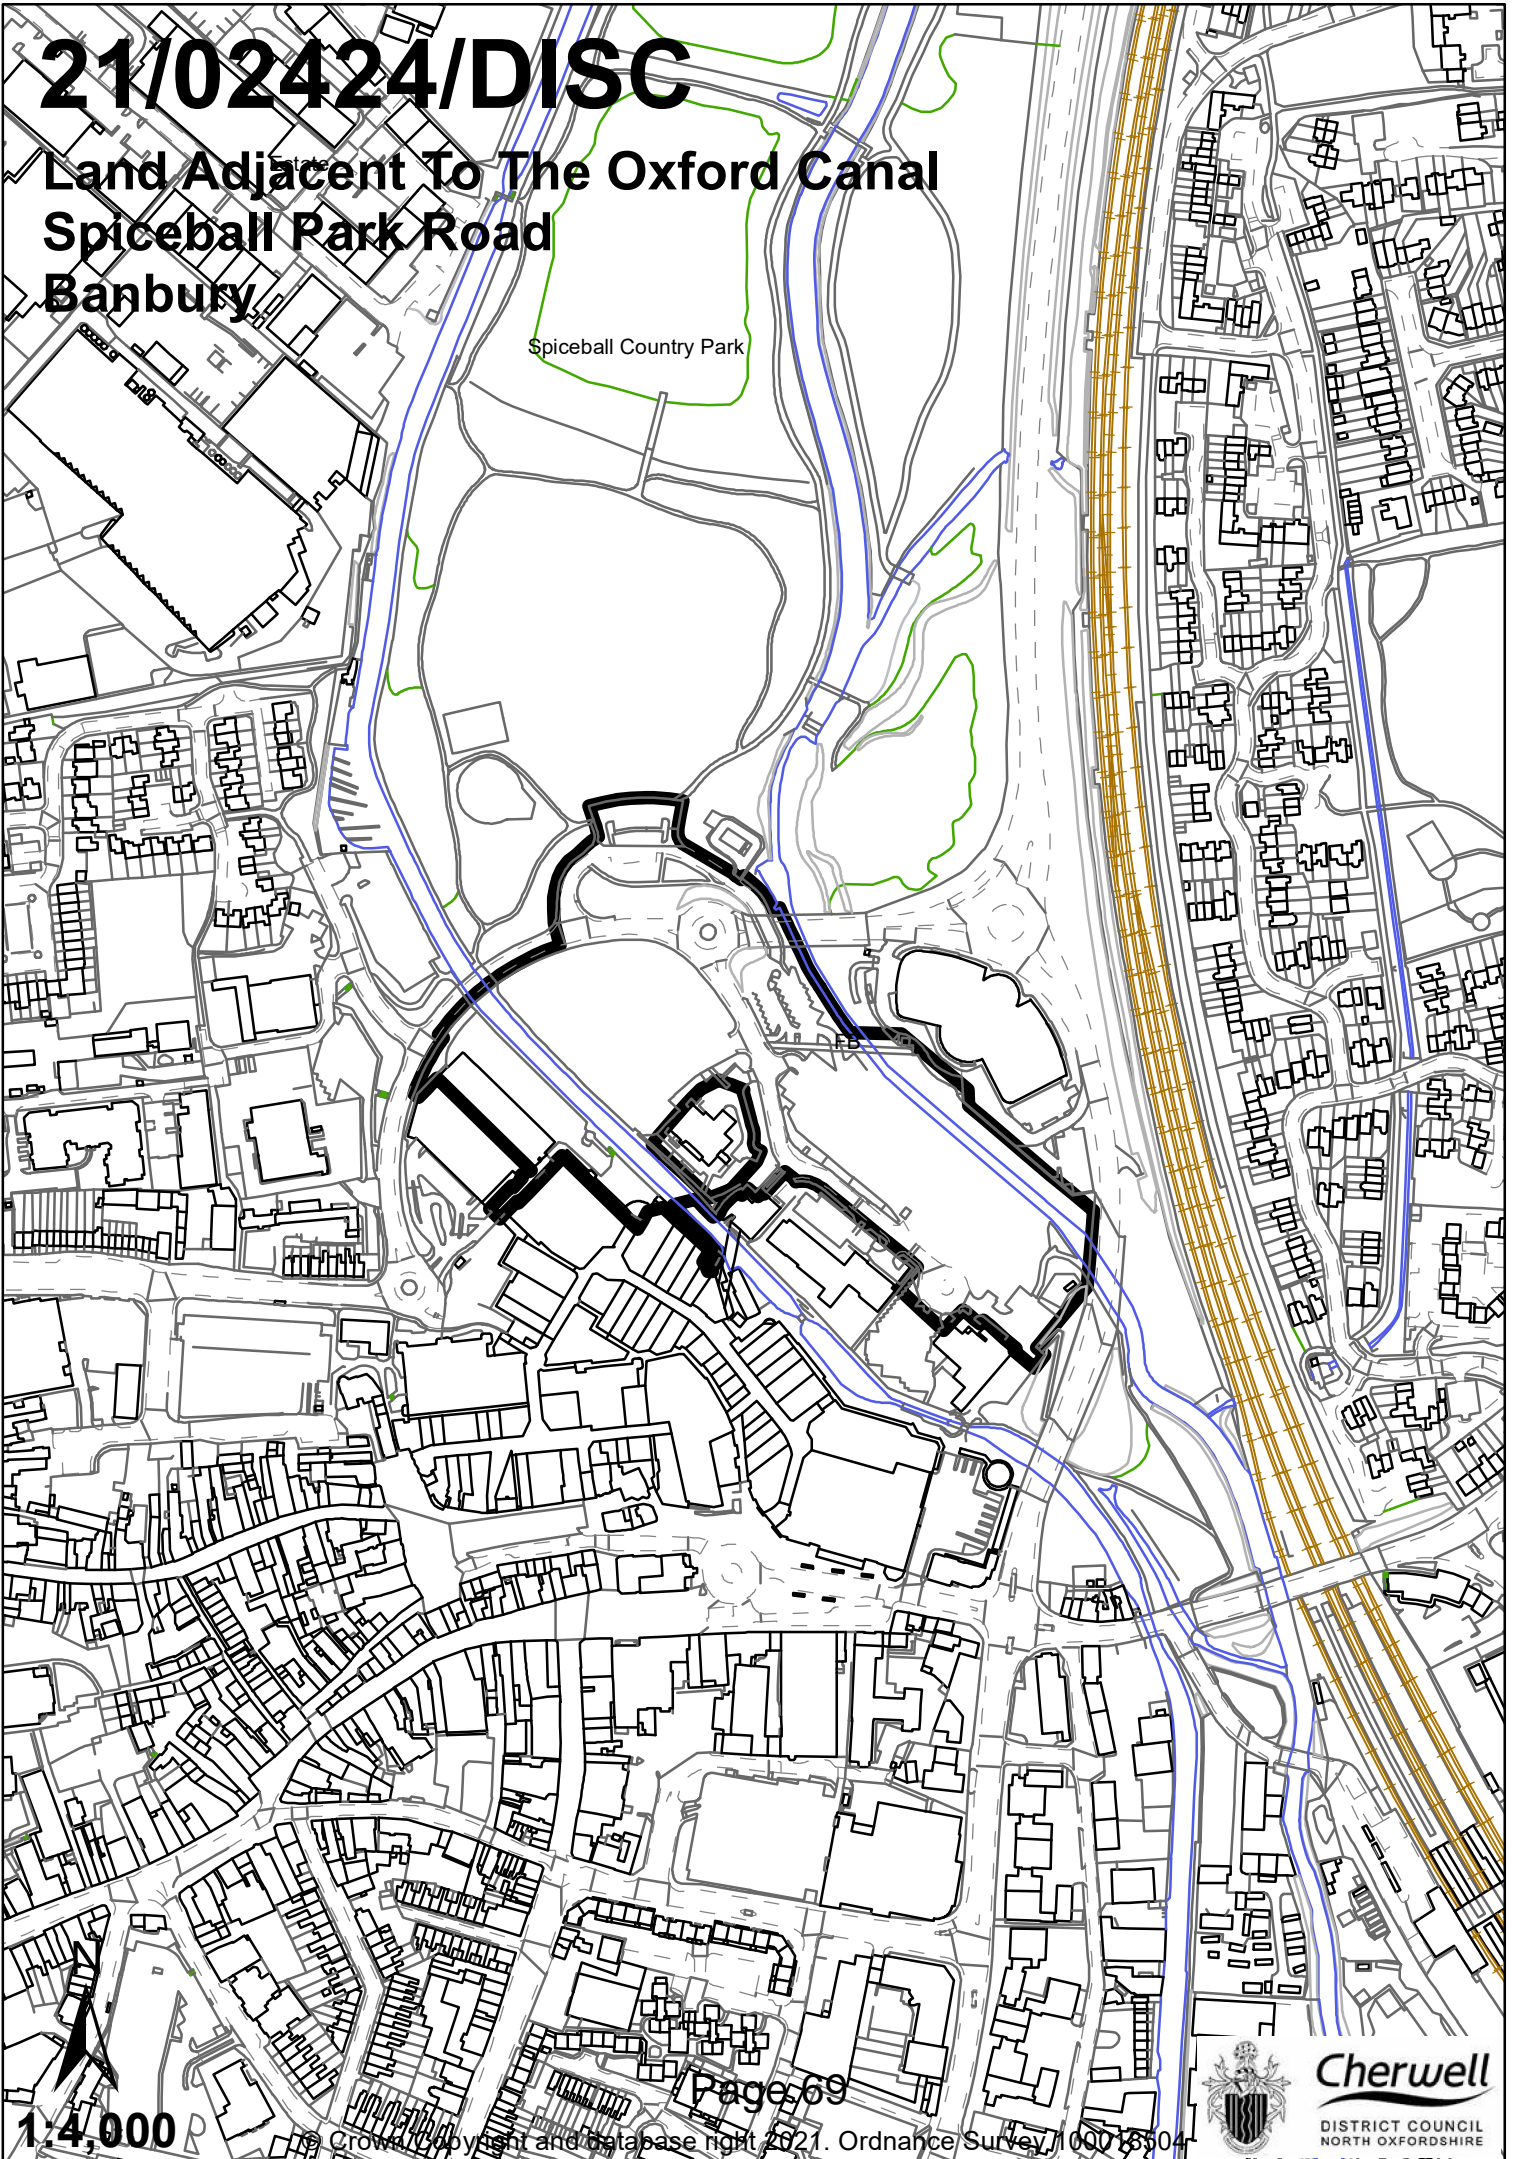 21/02424/DISC
Estate
Land Adjacent To The Oxford Canal
Spiceball Park Road
Banbury
Spiceball Country Park
FB
N
Page 69
1:4,000
© Crown Copyright and database right 2021. Ordnance Survey 100018504
Cherwell
DISTRICT COUNCIL
NORTH OXFORDSHIRE